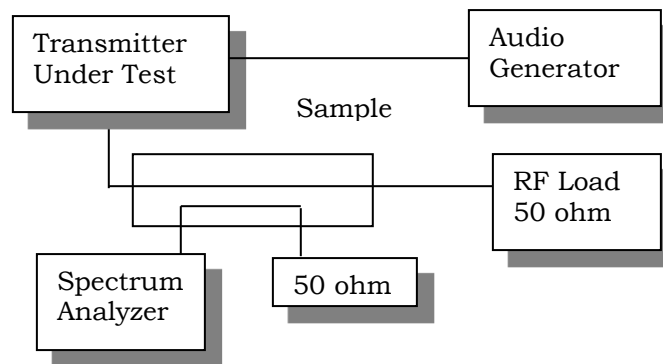 Transmitter
Under Test
Audio
Generator
Sample
RF Load
50 ohm
Spectrum
Analyzer
50 ohm